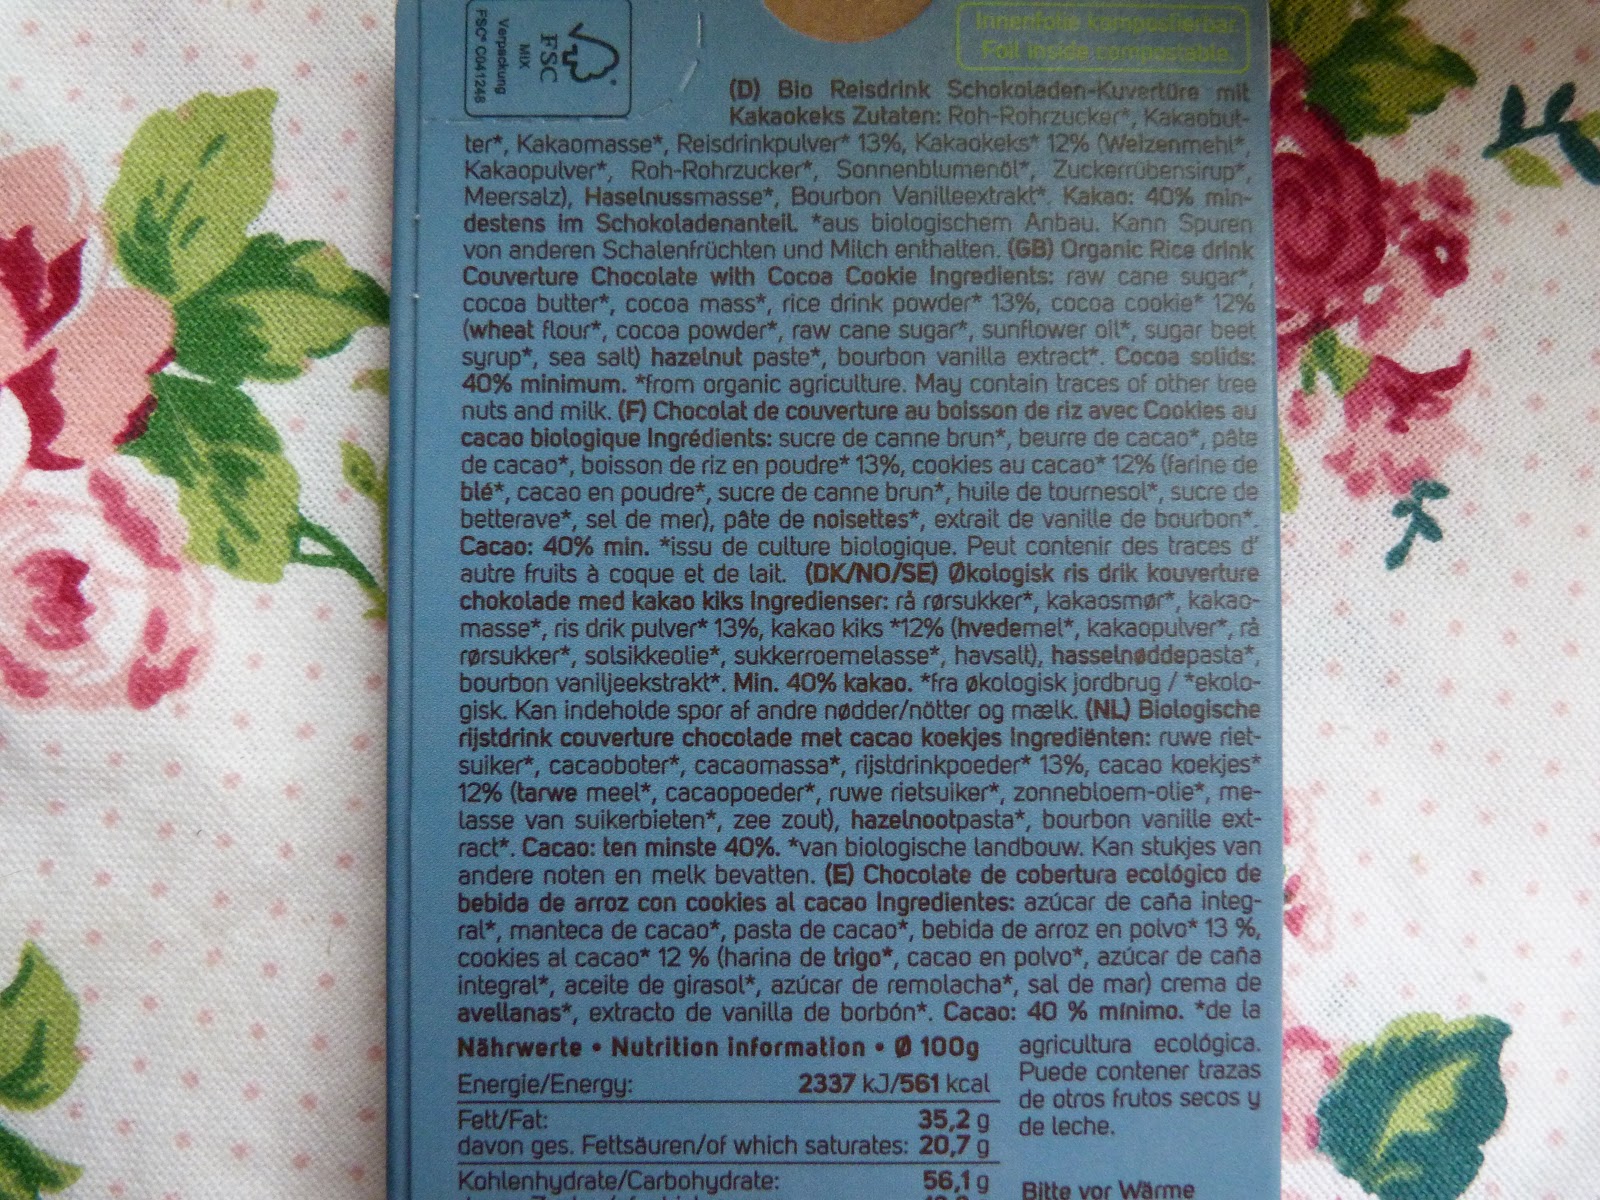 FSC
MIX
Verpackung
FSC® C041248
Innenfolie kompostierbar.
Foil inside compostable.
(D) Bio Reisdrink Schokoladen-Kuvertüre mit
Kakaokeks Zutaten: Roh-Rohrzucker*, Kakaobut-
ter*, Kakaomasse*, Reisdrinkpulver* 13%, Kakaokeks* 12% (Weizenmehl*,
Kakaopulver*, Roh-Rohrzucker*, Sonnenblumenöl*, Zuckerrübensirup*,
Meersalz), Haselnussmasse*, Bourbon Vanilleextrakt*. Kakao: 40% min-
destens im Schokoladenanteil. *aus biologischem Anbau. Kann Spuren
von anderen Schalenfrüchten und Milch enthalten. (GB) Organic Rice drink
Couverture Chocolate with Cocoa Cookie Ingredients: raw cane sugar*,
cocoa butter*, cocoa mass*, rice drink powder* 13%, cocoa cookie* 12%
(wheat flour*, cocoa powder*, raw cane sugar*, sunflower oil*, sugar beet
syrup*, sea salt) hazelnut paste*, bourbon vanilla extract*. Cocoa solids:
40% minimum. *from organic agriculture. May contain traces of other tree
nuts and milk. (F) Chocolat de couverture au boisson de riz avec Cookies au
cacao biologique Ingrédients: sucre de canne brun*, beurre de cacao*, pâte
de cacao*, boisson de riz en poudre* 13%, cookies au cacao* 12% (farine de
blé*, cacao en poudre*, sucre de canne brun*, huile de tournesol*, sucre de
betterave*, sel de mer), pâte de noisettes*, extrait de vanille de bourbon*.
Cacao: 40% min. *issu de culture biologique. Peut contenir des traces d'
autre fruits à coque et de lait. (DK/NO/SE) Økologisk ris drik kouverture
chokolade med kakao kiks Ingredienser: rå rørsukker*, kakaosmør*, kakao-
masse*, ris drik pulver* 13%, kakao kiks *12% (hvedemel*, kakaopulver*, rå
rørsukker*, solsikkeolie*, sukkerroemelasse*, havsalt), hasselnøddepasta*,
bourbon vaniljeekstrakt*. Min. 40% kakao. *fra økologisk jordbrug / *ekolo-
gisk. Kan indeholde spor af andre nødder/nötter og mælk. (NL) Biologische
rijstdrink couverture chocolade met cacao koekjes Ingrediënten: ruwe riet-
suiker*, cacaoboter*, cacaomassa*, rijstdrinkpoeder* 13%, cacao koekjes*
12% (tarwe meel*, cacaopoeder*, ruwe rietsuiker*, zonnebloem-olie*, me-
lasse van suikerbieten*, zee zout), hazelnootpasta*, bourbon vanille ext-
ract*. Cacao: ten minste 40%. *van biologische landbouw. Kan stukjes van
andere noten en melk bevatten. (E) Chocolate de cobertura ecológico de
bebida de arroz con cookies al cacao Ingredientes: azúcar de caña integ-
ral*, manteca de cacao*, pasta de cacao*, bebida de arroz en polvo* 13 %,
cookies al cacao* 12 % (harina de trigo*, cacao en polvo*, azúcar de caña
integral*, aceite de girasol*, azúcar de remolacha*, sal de mar) crema de
avellanas*, extracto de vanilla de borbón*. Cacao: 40 % mínimo. *de la
agricultura ecológica.
Puede contener trazas
de otros frutos secos y
de leche.
Nährwerte • Nutrition information • Ø 100g
Energie/Energy: 2337 kJ/561 kcal
Fett/Fat: 35,2 g
davon ges. Fettsäuren/of which saturates: 20,7 g
Kohlenhydrate/Carbohydrate: 56,1 g
Bitte vor Wärme